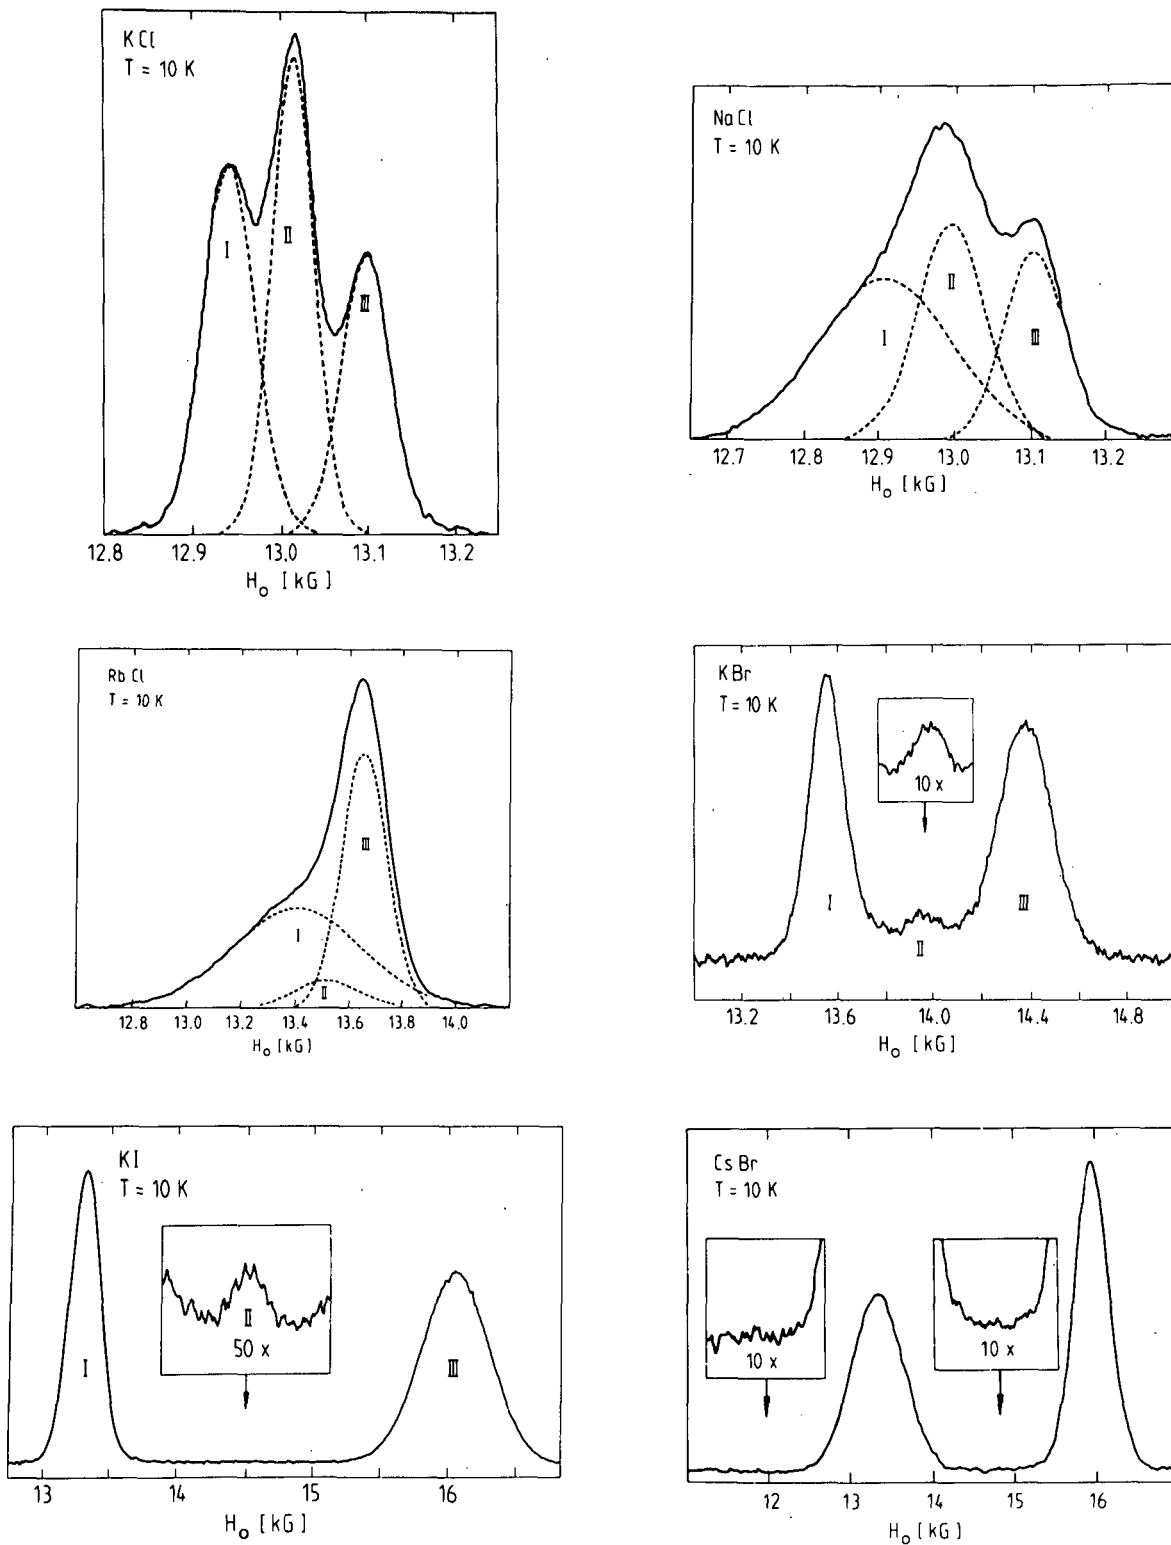 KCl
T = 10 K
I
II
III
12.8 12.9 13.0 13.1 13.2
H₀ [kG]
NaCl
T = 10 K
I
II
III
12.7 12.8 12.9 13.0 13.1 13.2
H₀ [kG]
RbCl
T = 10 K
I
II
III
12.8 13.0 13.2 13.4 13.6 13.8 14.0
H₀ [kG]
KBr
T = 10 K
10 x
I
II
III
13.2 13.6 14.0 14.4 14.8
H₀ [kG]
KI
T = 10 K
I
II
50 x
III
13 14 15 16
H₀ [kG]
CsBr
T = 10 K
10 x
10 x
12 13 14 15 16
H₀ [kG]